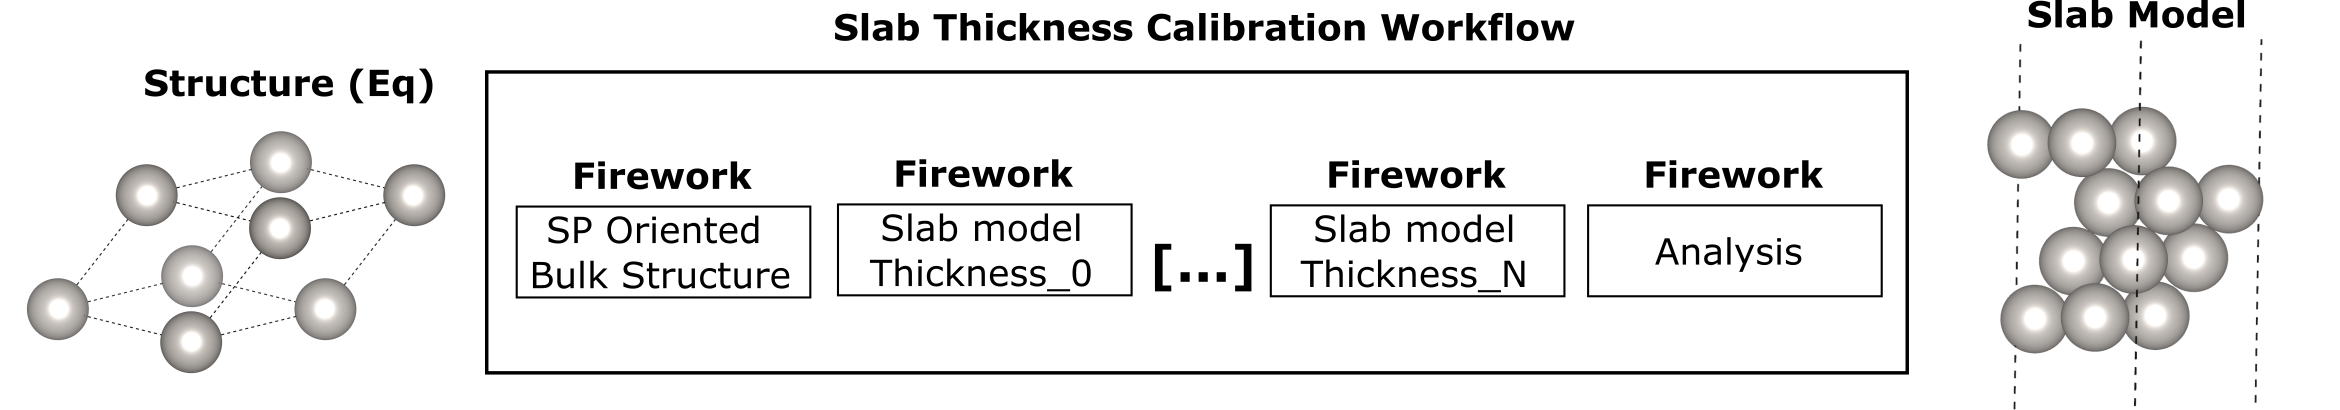 Slab Thickness Calibration Workflow
Slab Model
Structure (Eq)
Firework
SP Oriented
Bulk Structure
Firework
Slab model
Thickness_0
[...]
Firework
Slab model
Thickness_N
Firework
Analysis